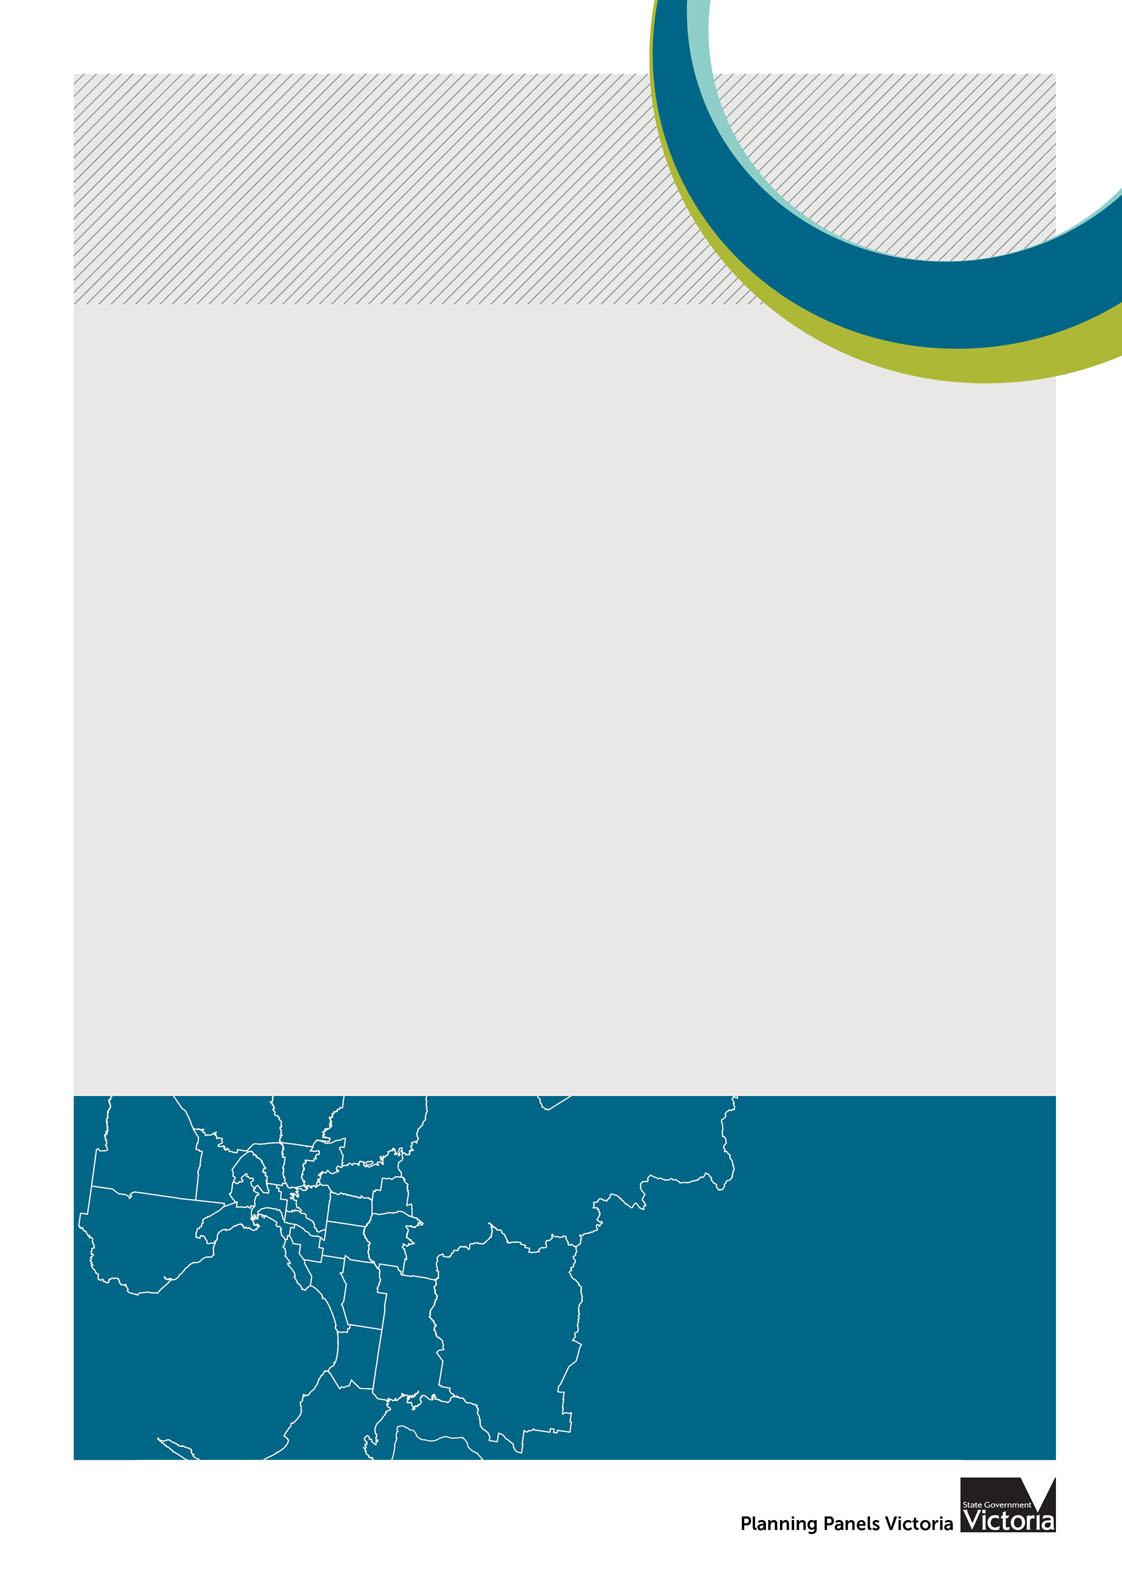 Planning Panels Victoria
State Government
Victoria